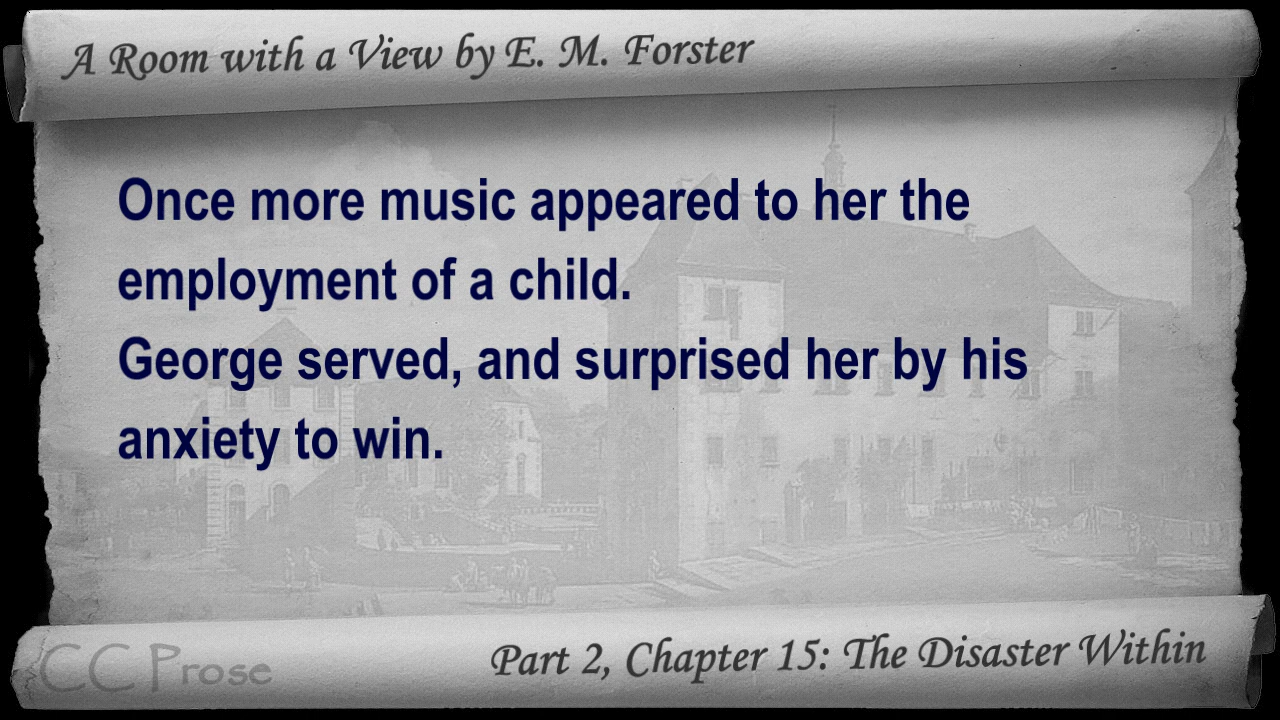 A Room with a View by E. M. Forster
Once more music appeared to her the
employment of a child.
George served, and surprised her by his
anxiety to win.
CC Prose
Part 2, Chapter 15: The Disaster Within